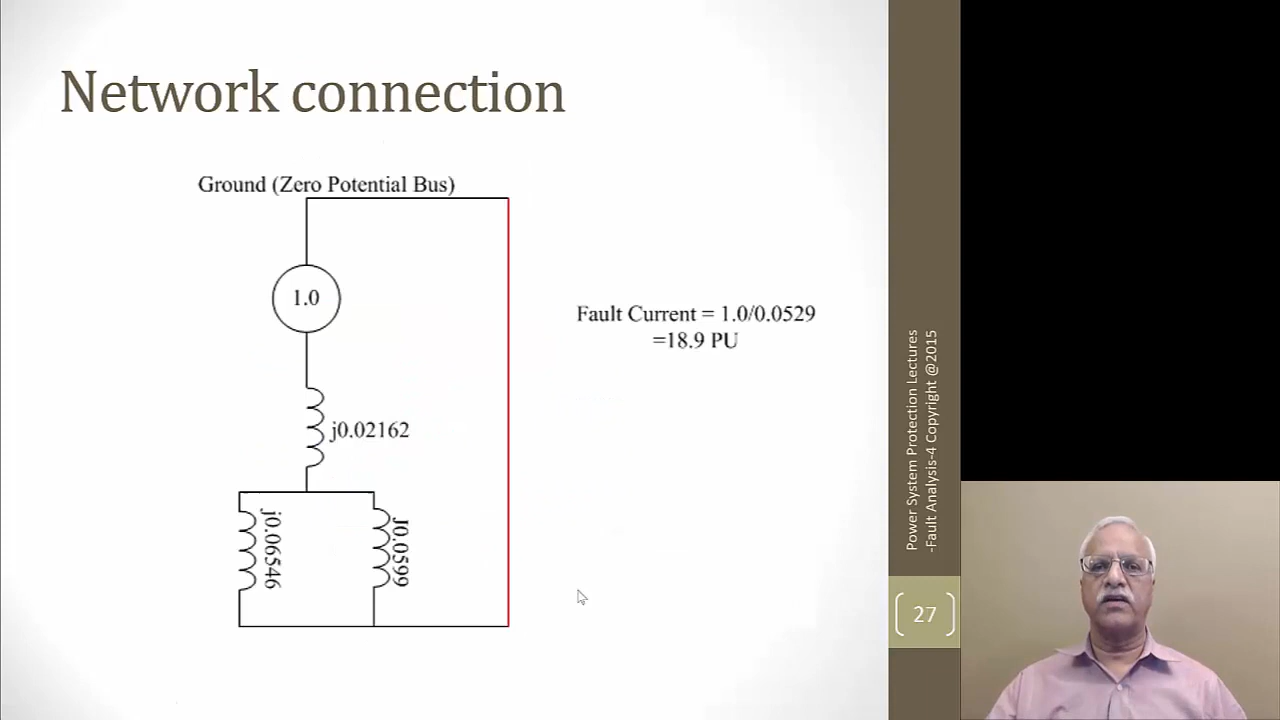 Network connection
Ground (Zero Potential Bus)
1.0
Fault Current = 1.0/0.0529
=18.9 PU
j0.02162
j0.06546
J0.0599
Power System Protection Lectures
-Fault Analysis-4 Copyright @2015
27